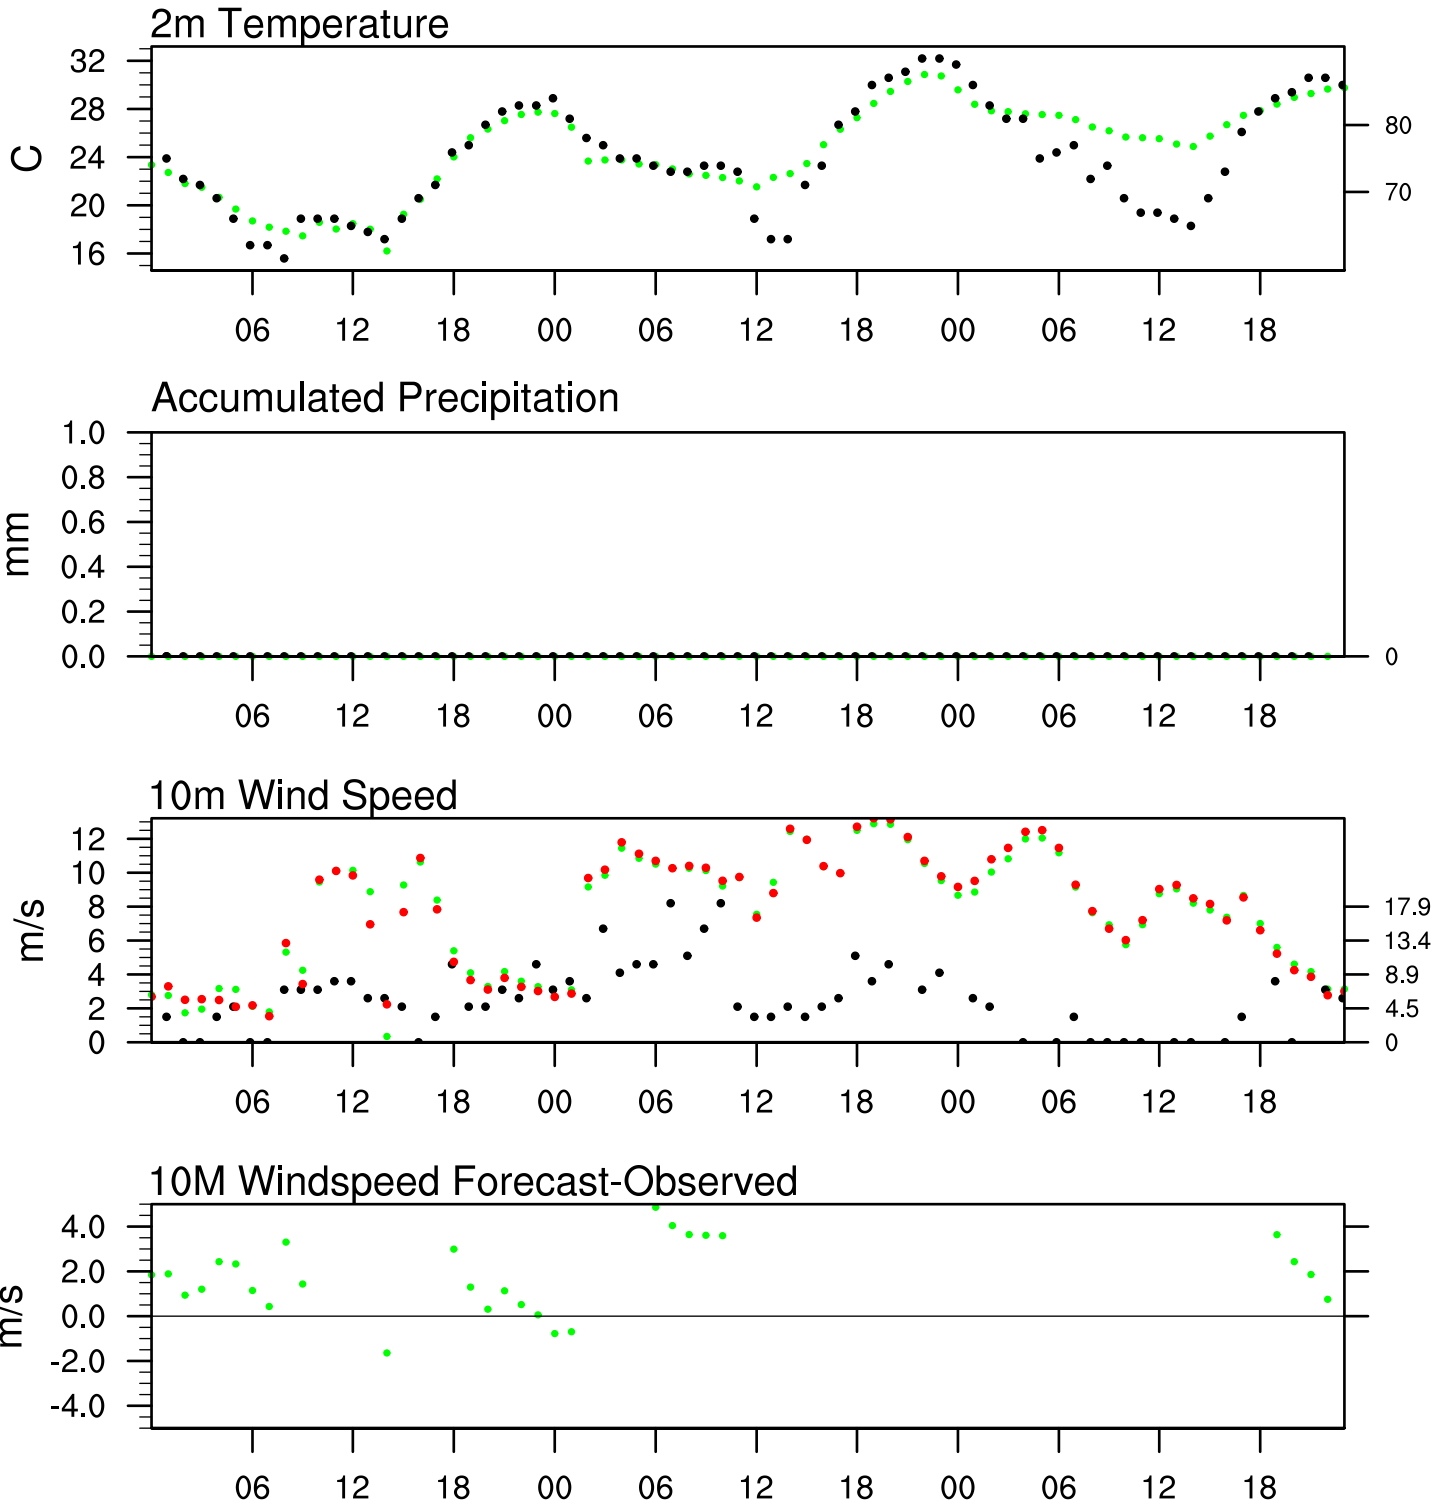 2m Temperature
32
28
24
20
16
C
80
70
06 12 18 00 06 12 18 00 06 12 18
Accumulated Precipitation
1.0
0.8
0.6
0.4
0.2
0.0
mm
0
06 12 18 00 06 12 18 00 06 12 18
10m Wind Speed
12
10
8
6
4
2
0
m/s
17.9
13.4
8.9
4.5
0
06 12 18 00 06 12 18 00 06 12 18
10M Windspeed Forecast-Observed
4.0
2.0
0.0
-2.0
-4.0
m/s
06 12 18 00 06 12 18 00 06 12 18